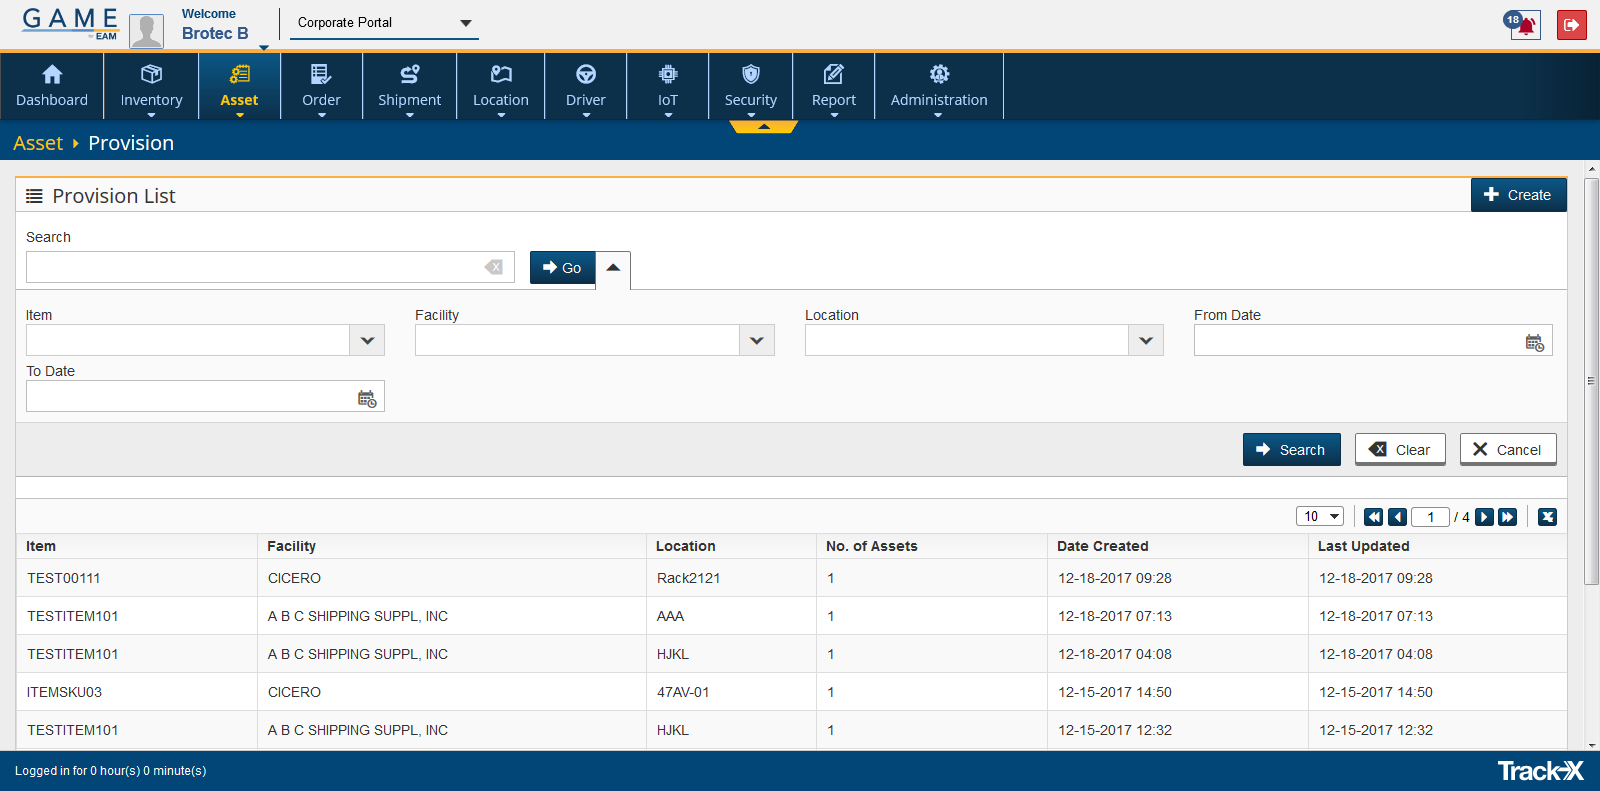 GAME
EAM
Welcome
Brotec B
Corporate Portal
18
Dashboard
Inventory
Asset
Order
Shipment
Location
Driver
IoT
Security
Report
Administration
Asset Provision
Provision List
Create
Search
Go
Item Facility Location From Date
To Date
Search Clear Cancel
10 1 / 4
Item Facility Location No. of Assets Date Created Last Updated
TEST00111 CICERO Rack2121 1 12-18-2017 09:28 12-18-2017 09:28
TESTITEM101 A B C SHIPPING SUPPL, INC AAA 1 12-18-2017 07:13 12-18-2017 07:13
TESTITEM101 A B C SHIPPING SUPPL, INC HJKL 1 12-18-2017 04:08 12-18-2017 04:08
ITEMSKU03 CICERO 47AV-01 1 12-15-2017 14:50 12-15-2017 14:50
TESTITEM101 A B C SHIPPING SUPPL, INC HJKL 1 12-15-2017 12:32 12-15-2017 12:32
Logged in for 0 hour(s) 0 minute(s)
Track-X